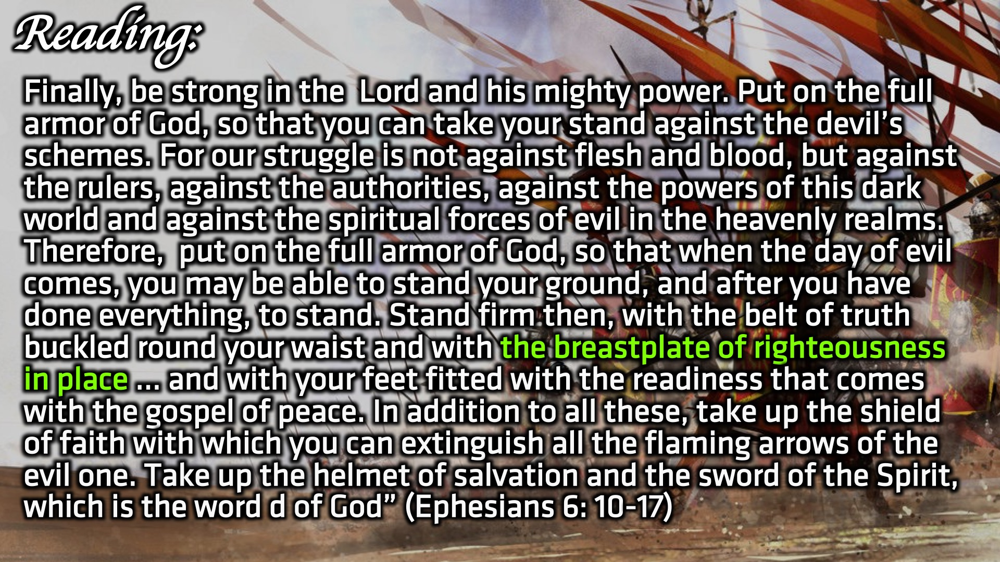 Reading:
Finally, be strong in the  Lord and his mighty power. Put on the full
armor of God, so that you can take your stand against the devil’s
schemes. For our struggle is not against flesh and blood, but against
the rulers, against the authorities, against the powers of this dark
world and against the spiritual forces of evil in the heavenly realms.
Therefore,  put on the full armor of God, so that when the day of evil
comes, you may be able to stand your ground, and after you have
done everything, to stand. Stand firm then, with the belt of truth
buckled round your waist and with the breastplate of righteousness
in place ... and with your feet fitted with the readiness that comes
with the gospel of peace. In addition to all these, take up the shield
of faith with which you can extinguish all the flaming arrows of the
evil one. Take up the helmet of salvation and the sword of the Spirit,
which is the word d of God” (Ephesians 6: 10-17)